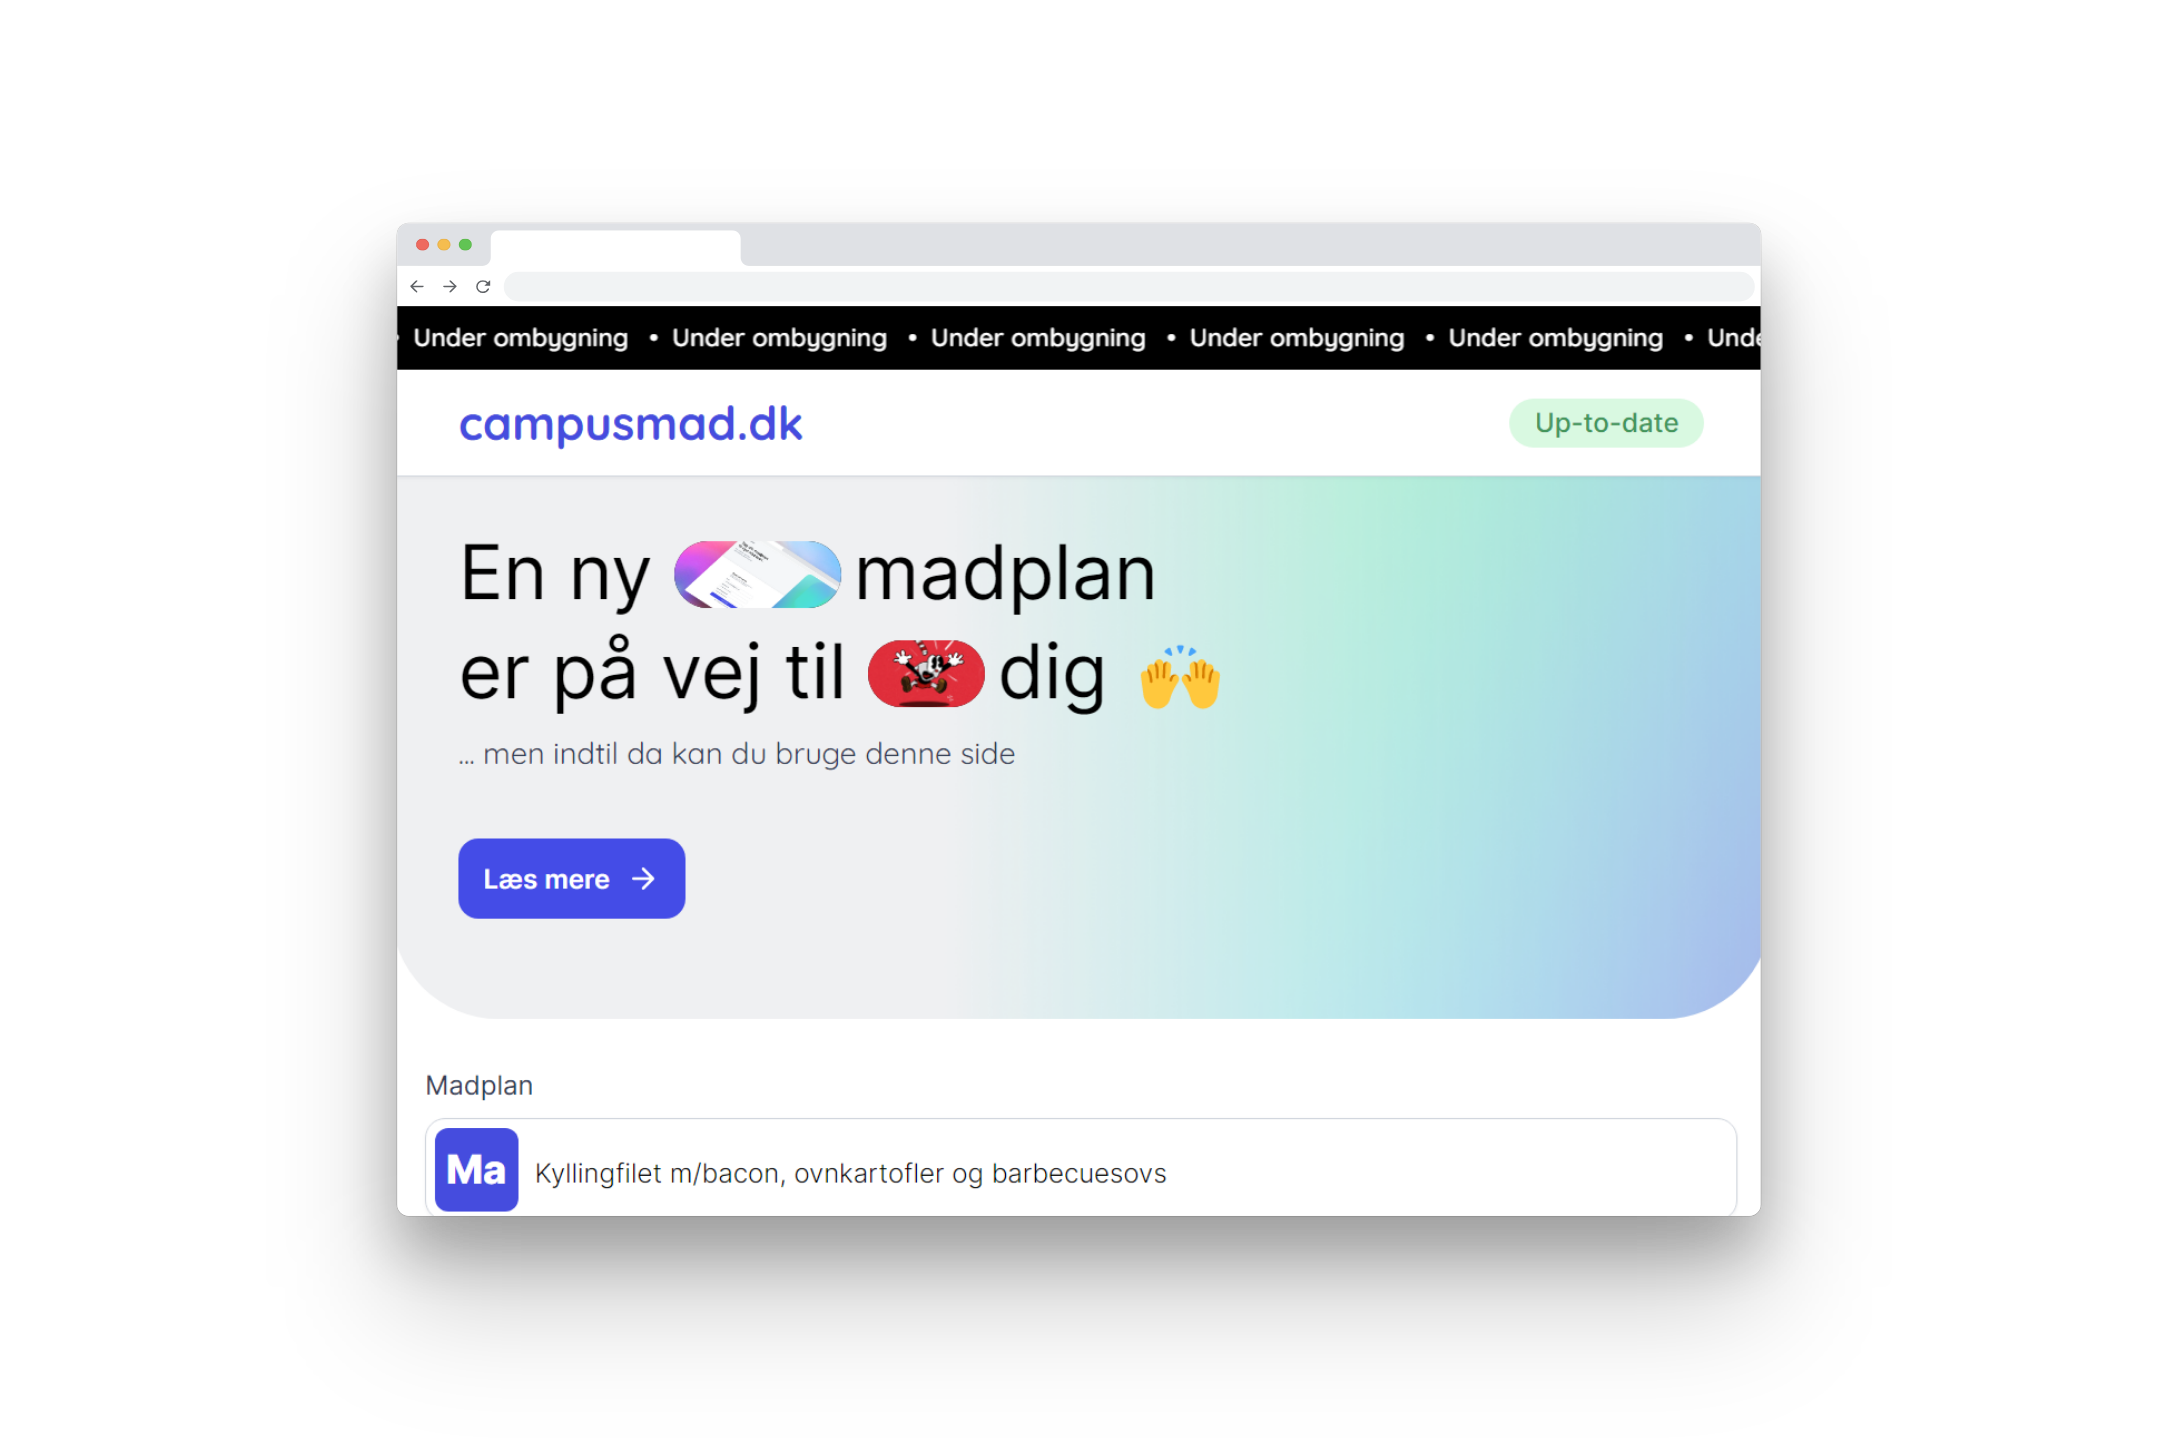 • Under ombygning • Under ombygning • Under ombygning • Under ombygning • Under ombygning • Unde
campusmad.dk
Up-to-date
En ny madplan
er på vej til dig 🙌
... men indtil da kan du bruge denne side
Læs mere →
Madplan
Ma
Kyllingfilet m/bacon, ovnkartofler og barbecuesovs